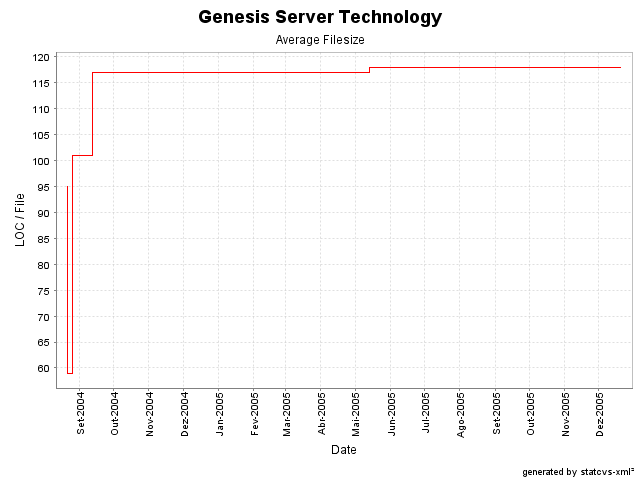 Genesis Server Technology
Average Filesize
120
115
110
105
100
95
90
85
80
75
70
65
60
LOC / File
Set-2004
Out-2004
Nov-2004
Dez-2004
Jan-2005
Fev-2005
Mar-2005
Abr-2005
Mai-2005
Jun-2005
Jul-2005
Ago-2005
Set-2005
Out-2005
Nov-2005
Dez-2005
Date
generated by statcvs-xml²